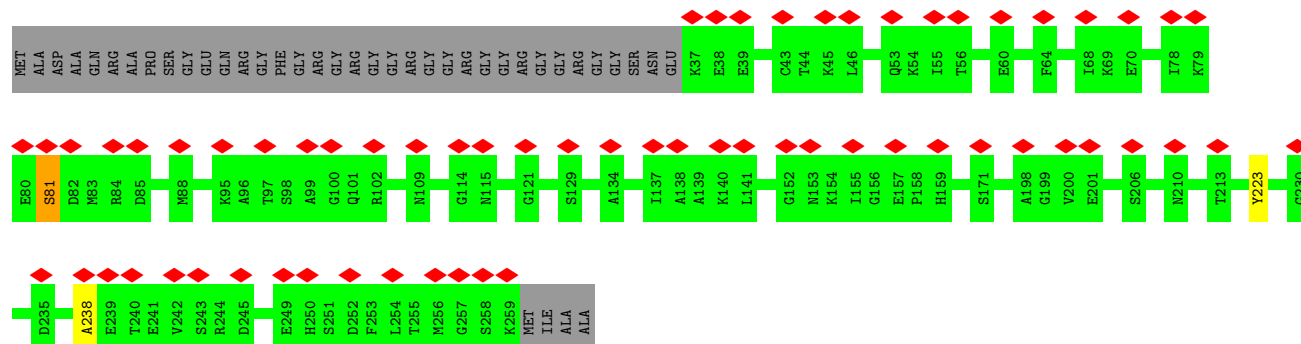 MET ALA ASP ALA GLN ARG ALA PRO SER GLY GLU GLN ARG GLY PHE GLY ARG GLY ARG GLY GLY ARG GLY GLY ARG GLY GLY ARG GLY GLY ARG GLY GLY SER ASN GLU K37 E38 E39 C43 T44 K45 L46 Q53 K54 I55 T56 E60 F64 I68 K69 E70 I78 K79
E80 S81 D82 M83 R84 D85 M88 K95 A96 T97 S98 A99 G100 Q101 R102 N109 G114 N115 G121 S129 A134 I137 A138 A139 K140 L141 G152 N153 K154 I155 G156 E157 P158 H159 S171 A198 G199 V200 E201 S206 N210 T213 Y223 G230
D235 A238 E239 T240 E241 V242 S243 R244 D245 E249 H250 S251 D252 F253 L254 T255 M256 G257 S258 K259 MET ILE ALA ALA